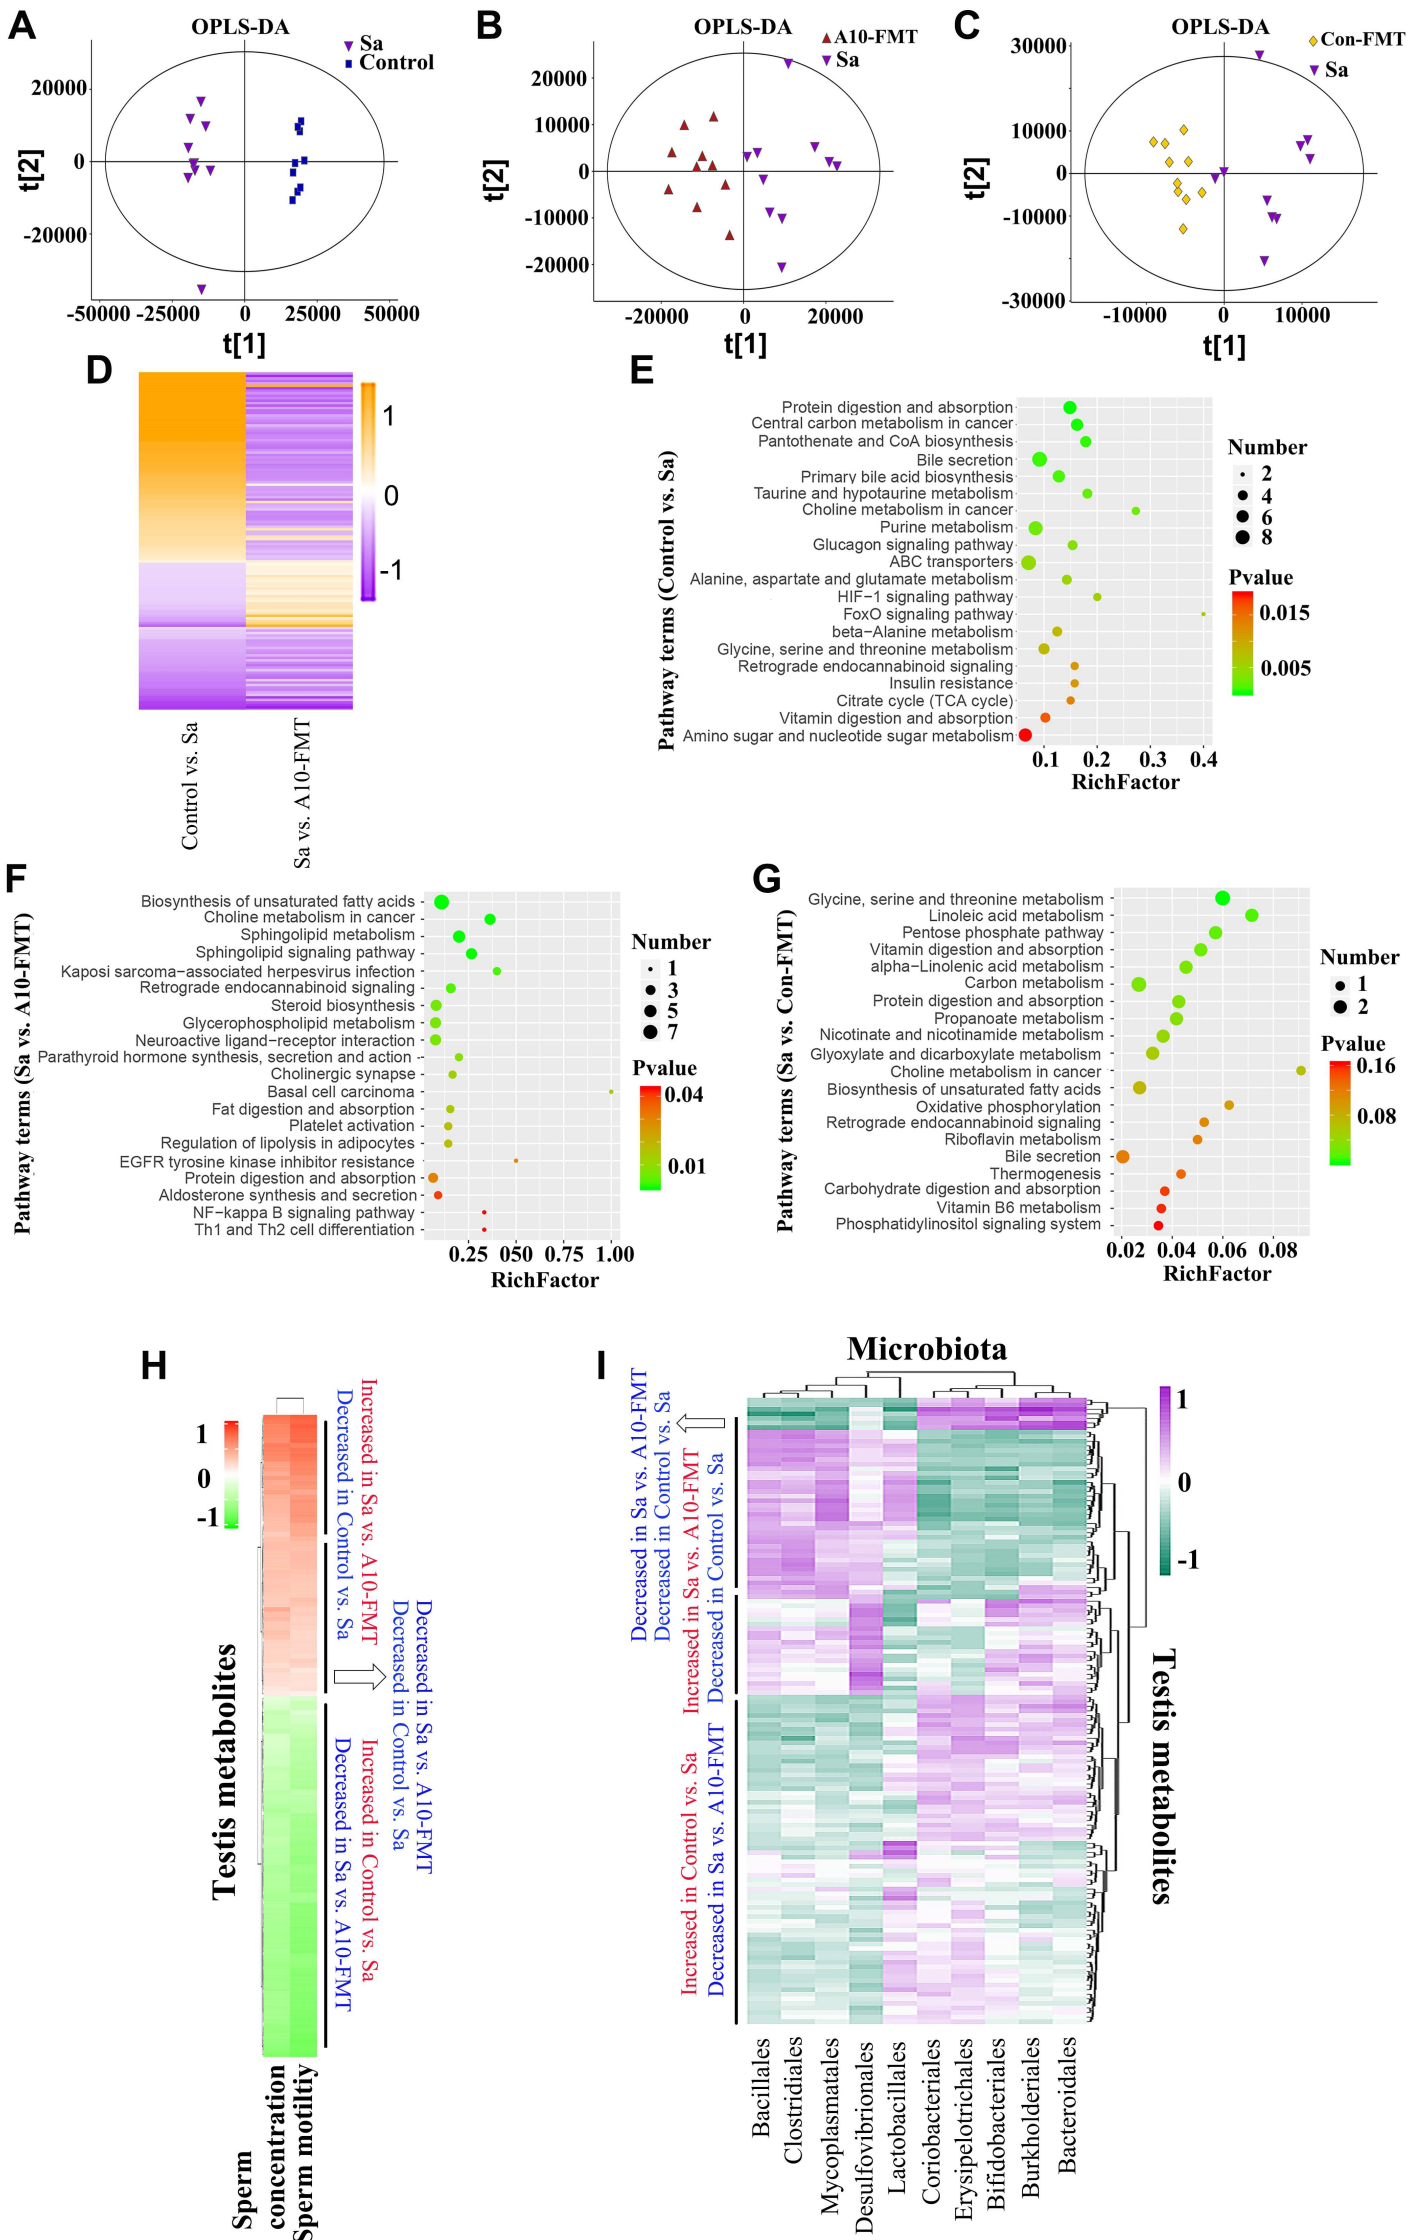 A
OPLS-DA
Sa
Control
20000
0
-20000
t[2]
-50000
-25000
0
25000
50000
t[1]
B
OPLS-DA
A10-FMT
Sa
20000
10000
0
-10000
-20000
t[2]
-20000
0
20000
t[1]
C
OPLS-DA
Con-FMT
Sa
30000
10000
0
-10000
-30000
t[2]
-10000
0
10000
t[1]
D
1
0
-1
Control vs. Sa
Sa vs. A10-FMT
E
Pathway terms (Control vs. Sa)
Protein digestion and absorption
Central carbon metabolism in cancer
Pantothenate and CoA biosynthesis
Bile secretion
Primary bile acid biosynthesis
Taurine and hypotaurine metabolism
Choline metabolism in cancer
Purine metabolism
Glucagon signaling pathway
ABC transporters
Alanine, aspartate and glutamate metabolism
HIF−1 signaling pathway
FoxO signaling pathway
beta−Alanine metabolism
Glycine, serine and threonine metabolism
Retrograde endocannabinoid signaling
Insulin resistance
Citrate cycle (TCA cycle)
Vitamin digestion and absorption
Amino sugar and nucleotide sugar metabolism
0.1
0.2
0.3
0.4
RichFactor
Number
2
4
6
8
Pvalue
0.015
0.005
F
Pathway terms (Sa vs. A10-FMT)
Biosynthesis of unsaturated fatty acids
Choline metabolism in cancer
Sphingolipid metabolism
Sphingolipid signaling pathway
Kaposi sarcoma−associated herpesvirus infection
Retrograde endocannabinoid signaling
Steroid biosynthesis
Glycerophospholipid metabolism
Neuroactive ligand−receptor interaction
Parathyroid hormone synthesis, secretion and action
Cholinergic synapse
Basal cell carcinoma
Fat digestion and absorption
Platelet activation
Regulation of lipolysis in adipocytes
EGFR tyrosine kinase inhibitor resistance
Protein digestion and absorption
Aldosterone synthesis and secretion
NF−kappa B signaling pathway
Th1 and Th2 cell differentiation
0.25
050
0.75
1.00
RichFactor
Number
1
3
5
7
Pvalue
0.04
0.01
G
Pathway terms (Sa vs. Con-FMT)
Glycine, serine and threonine metabolism
Linoleic acid metabolism
Pentose phosphate pathway
Vitamin digestion and absorption
alpha−Linolenic acid metabolism
Carbon metabolism
Protein digestion and absorption
Propanoate metabolism
Nicotinate and nicotinamide metabolism
Glyoxylate and dicarboxylate metabolism
Choline metabolism in cancer
Biosynthesis of unsaturated fatty acids
Oxidative phosphorylation
Retrograde endocannabinoid signaling
Riboflavin metabolism
Bile secretion
Thermogenesis
Carbohydrate digestion and absorption
Vitamin B6 metabolism
Phosphatidylinositol signaling system
0.02
0.04
0.06
0.08
RichFactor
Number
1
2
Pvalue
0.16
0.08
H
1
0
-1
Testis metabolites
Increased in Sa vs. A10-FMT
Decreased in Control vs. Sa
Decreased in Sa vs. A10-FMT
Decreased in Control vs. Sa
Increased in Control vs. Sa
Decreased in Sa vs. A10-FMT
Sperm
concentration
Sperm motiltiy
I
Microbiota
Decreased in Sa vs. A10-FMT
Decreased in Control vs. Sa
Increased in Sa vs. A10-FMT
Decreased in Control vs. Sa
Increased in Control vs. Sa
Decreased in Sa vs. A10-FMT
1
0
-1
Testis metabolites
Bacillales
Clostridiales
Mycoplasmatales
Desulfovibrionales
Lactobacillales
Coriobacteriales
Erysipelotrichales
Bifidobacteriales
Burkholderiales
Bacteroidales